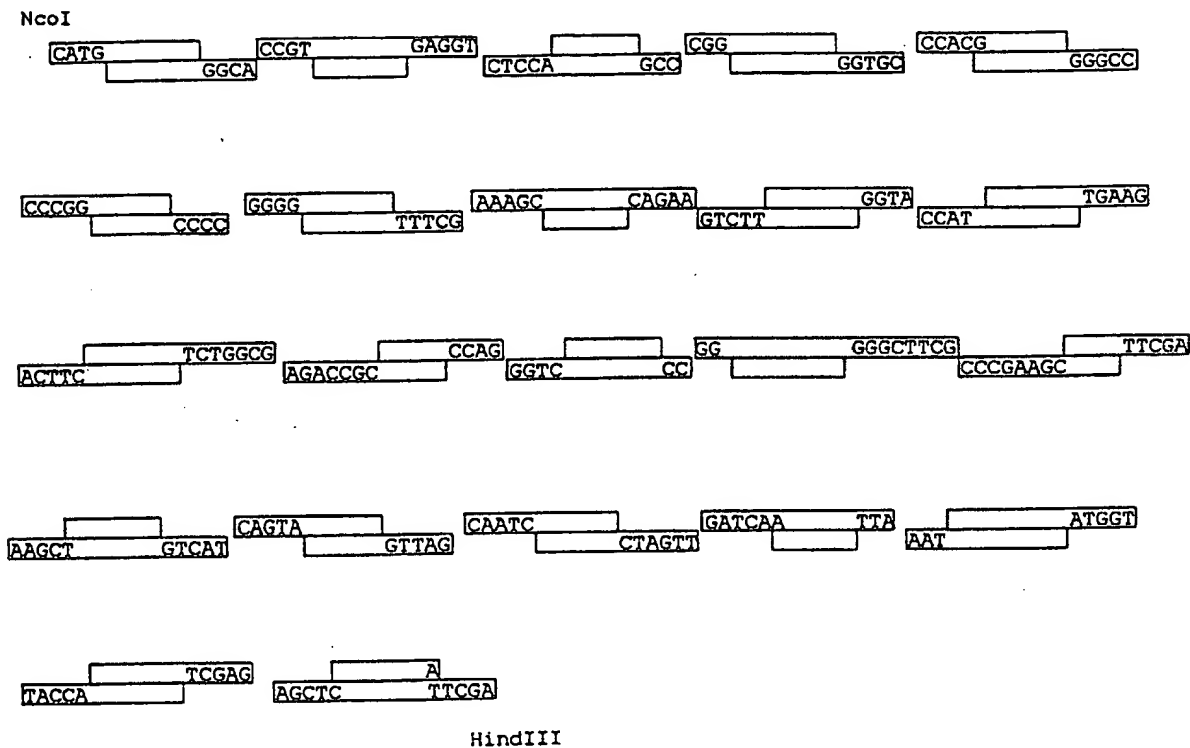 NcoI
CATG CCGT GAGGT CGG CCACG
GGCA CTCCA GCC GGTGC GGGCC
CCCGG GGGG AAAGC CAGAA GGTA TGAAG
CCCC TTTCG GTCTT CCAT
TCTGGCG CCAG GG GGGCTTCG TTCGA
ACTTC AGACCGC GGTC CC CCCGAAGC
CAGTA CAATC GATCAA TTA ATGGT
AAGCT GTCAT GTTAG CTAGTT AAT
TCGAG A
TACCA AGCTC TTCGA
HindIII